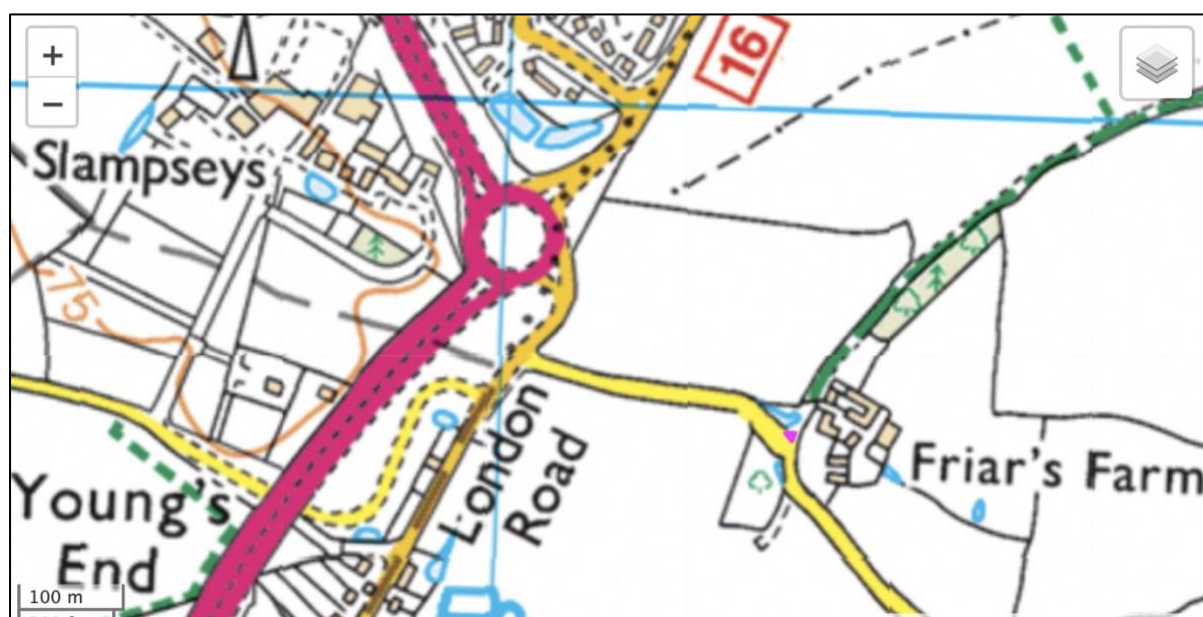 +
−
16
Slampseys
75
London
Road
Friar's Farm
Young's
End
100 m